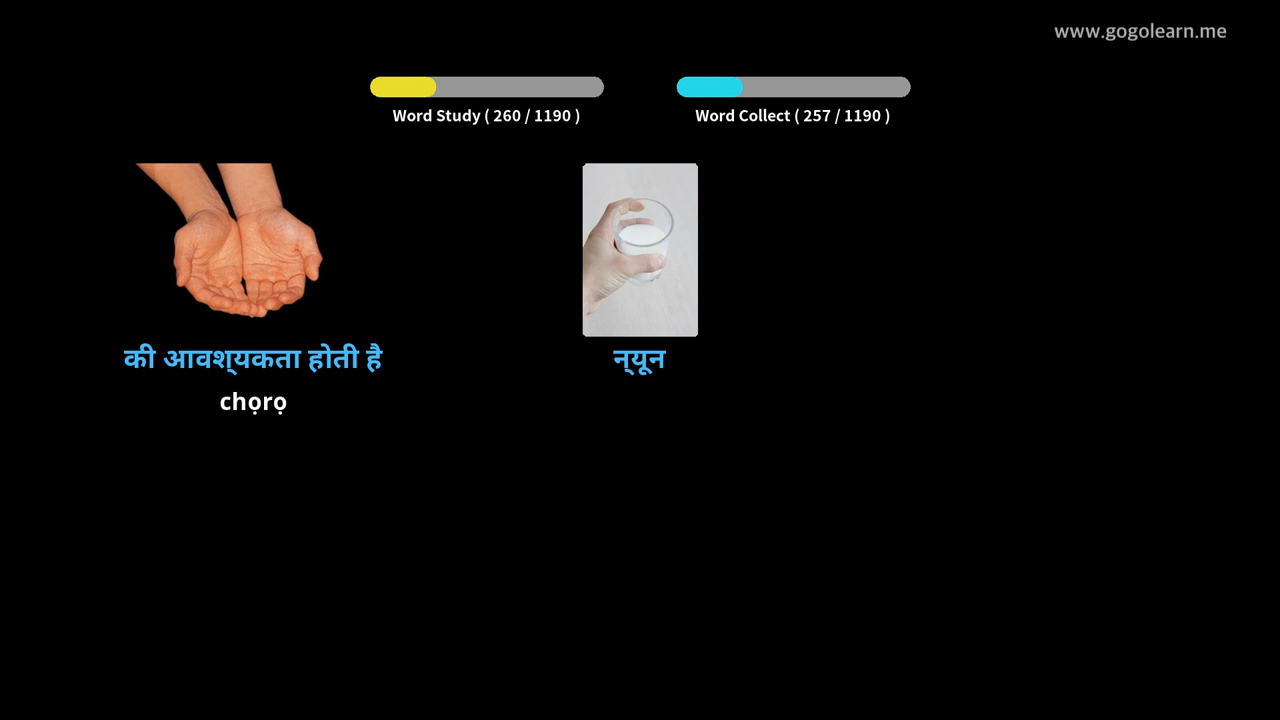 www.gogolearn.me
Word Study ( 260 / 1190 )
Word Collect ( 257 / 1190 )
की आवश्यकता होती है
न्यून
chọrọ